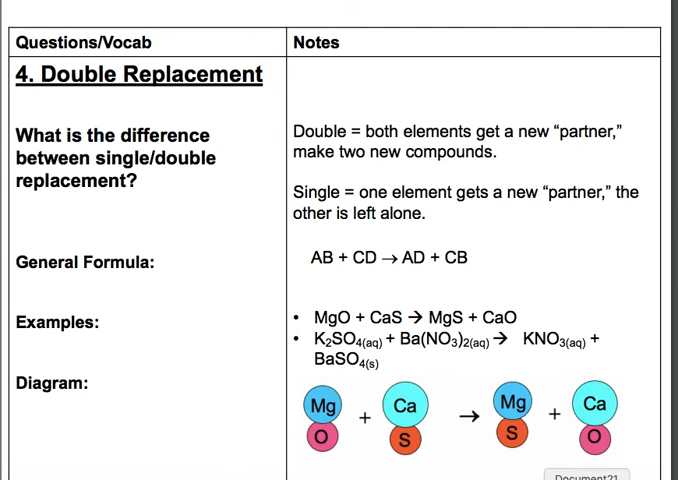 Questions/Vocab
Notes
4. Double Replacement
What is the difference
between single/double
replacement?
Double = both elements get a new “partner,”
make two new compounds.
Single = one element gets a new “partner,” the
other is left alone.
General Formula:
AB + CD → AD + CB
Examples:
• MgO + CaS → MgS + CaO
• K₂SO₄(aq) + Ba(NO₃)₂(aq) → KNO₃(aq) +
BaSO₄(s)
Diagram:
Mg + Ca → Mg + Ca
O S S O
Document21